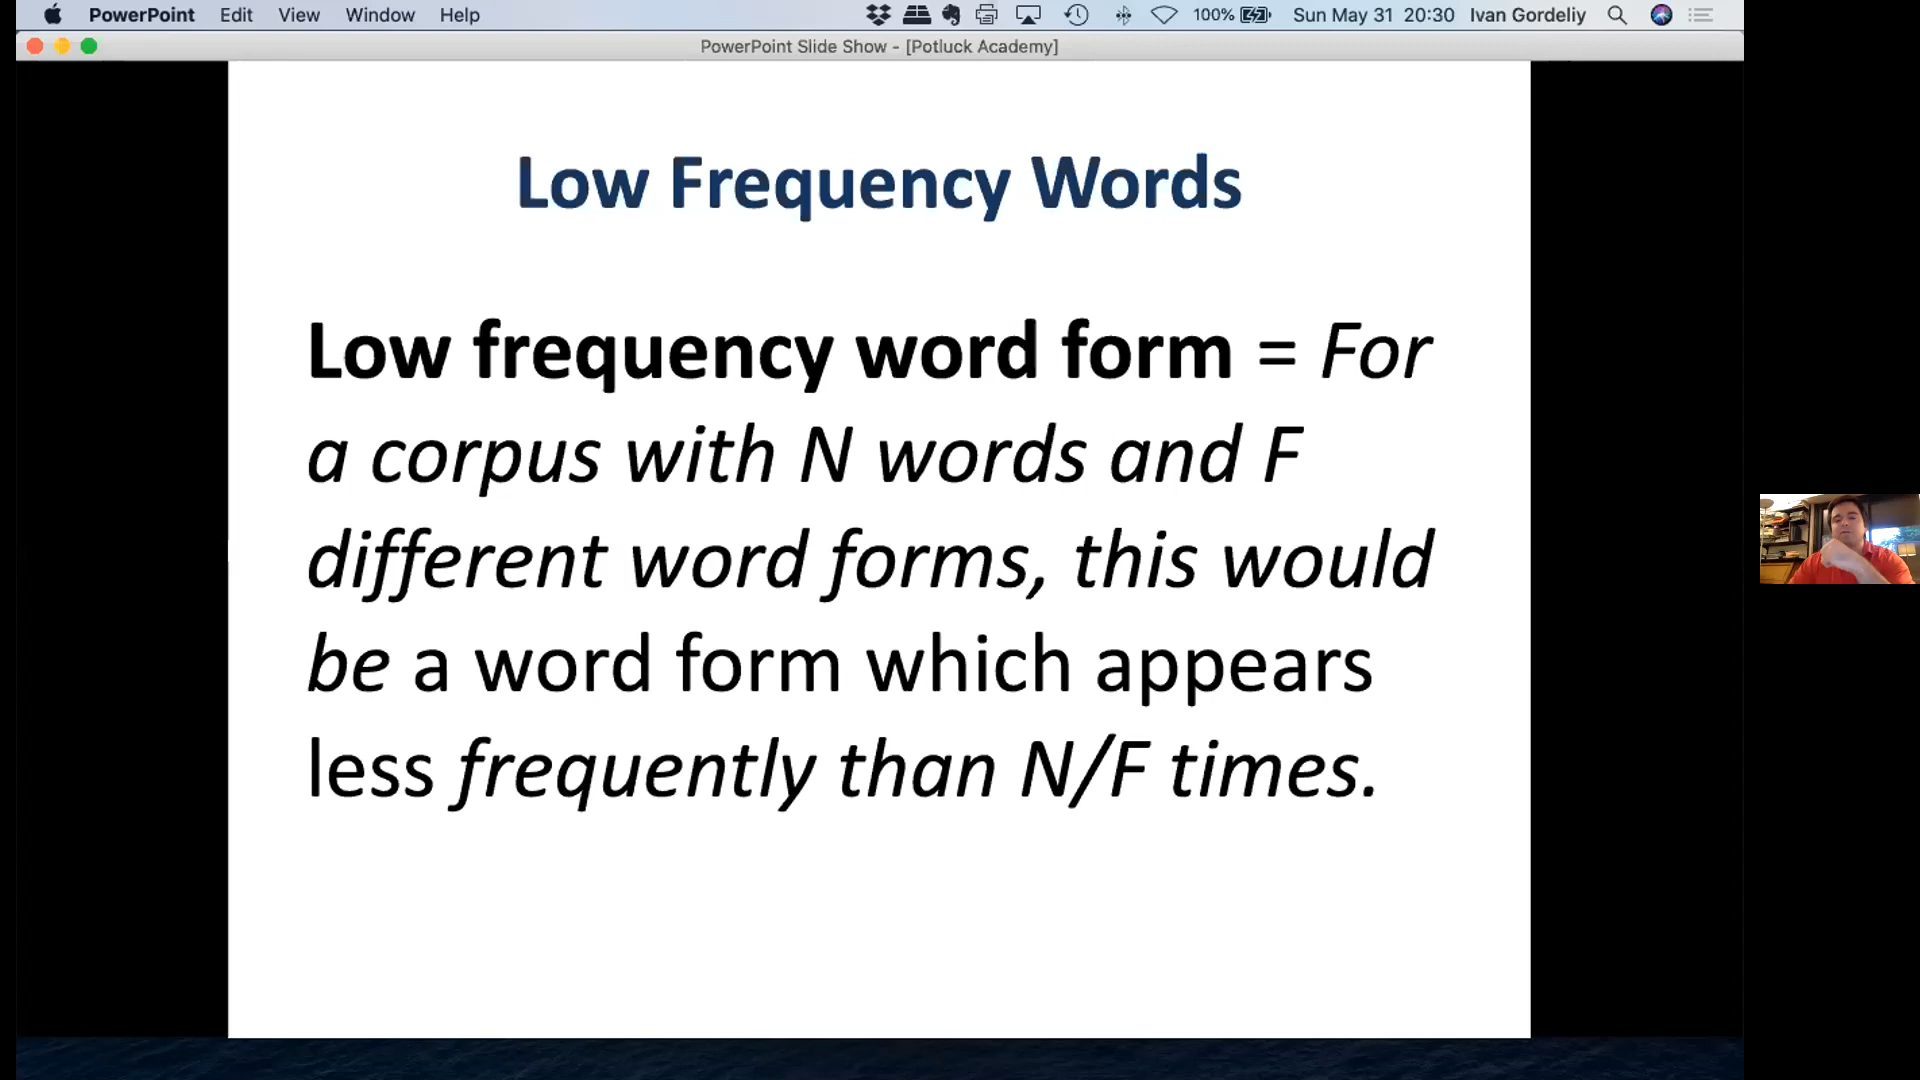 PowerPoint Edit View Window Help 100% Sun May 31 20:30 Ivan Gordeliy
PowerPoint Slide Show - [Potluck Academy]
Low Frequency Words
Low frequency word form = For
a corpus with N words and F
different word forms, this would
be a word form which appears
less frequently than N/F times.